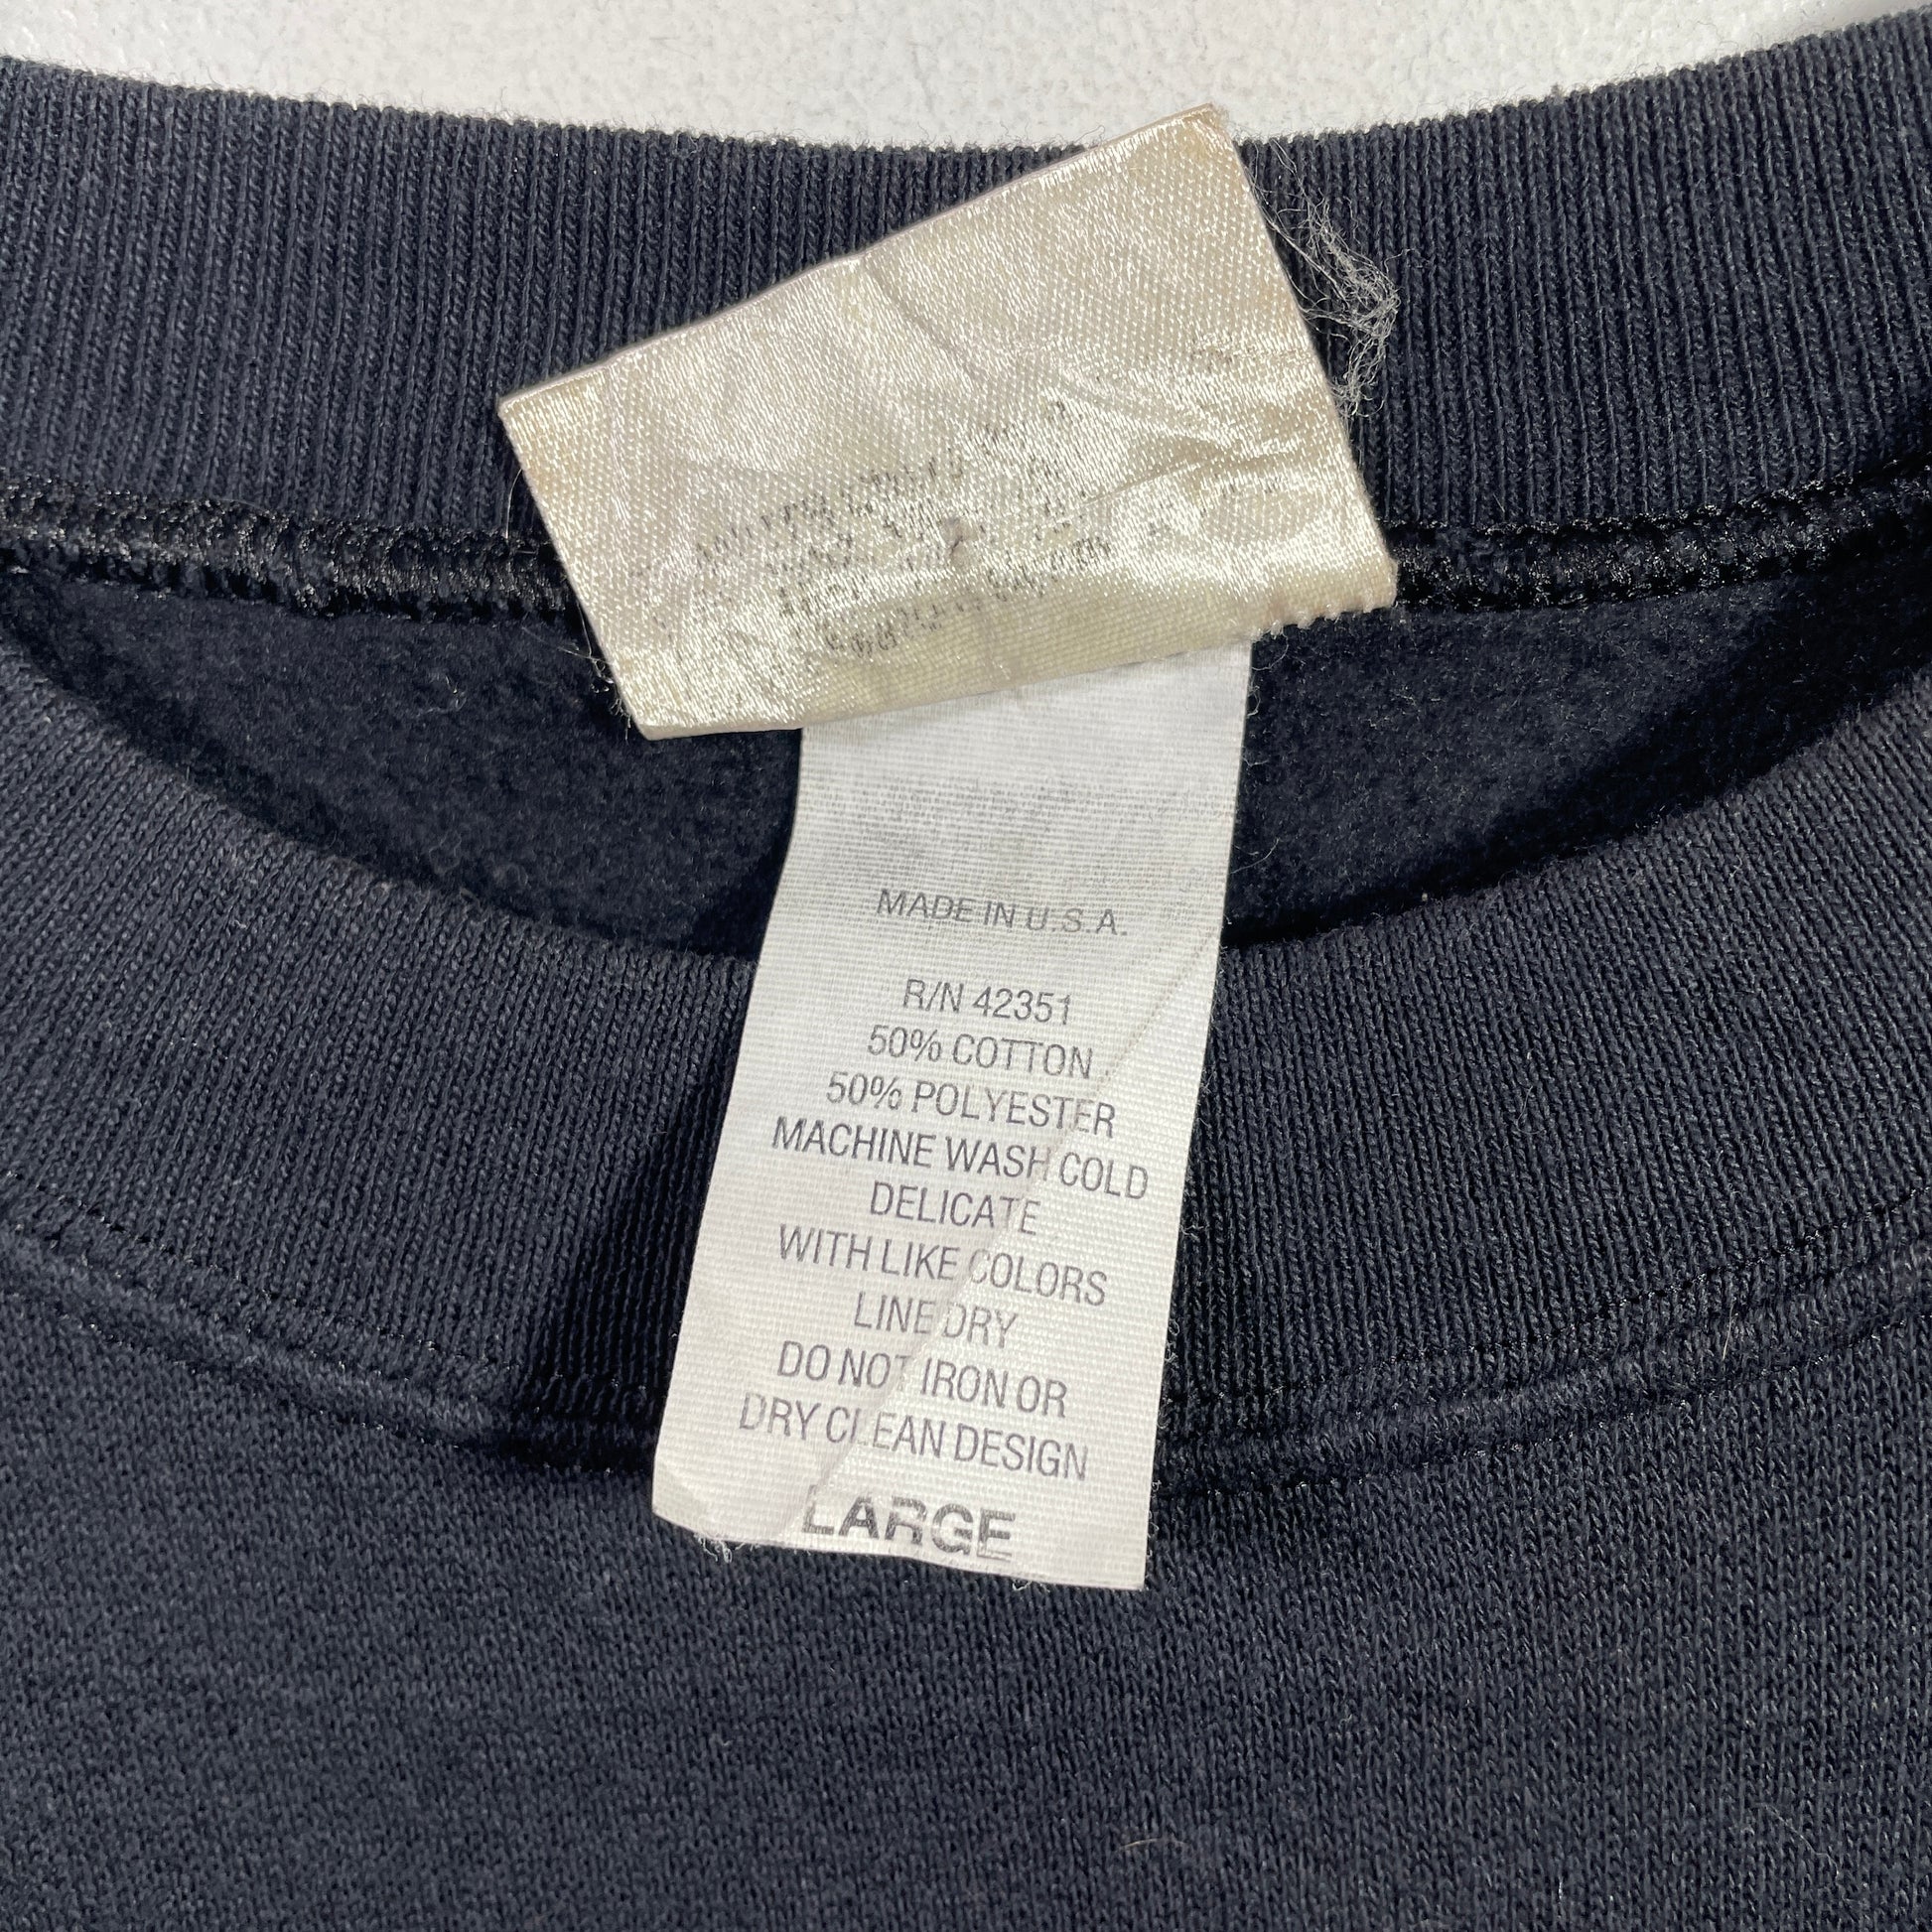 MADE IN U.S.A.
R/N 42351
50% COTTON
50% POLYESTER
MACHINE WASH COLD
DELICATE
WITH LIKE COLORS
LINE DRY
DO NOT IRON OR
DRY CLEAN DESIGN
LARGE